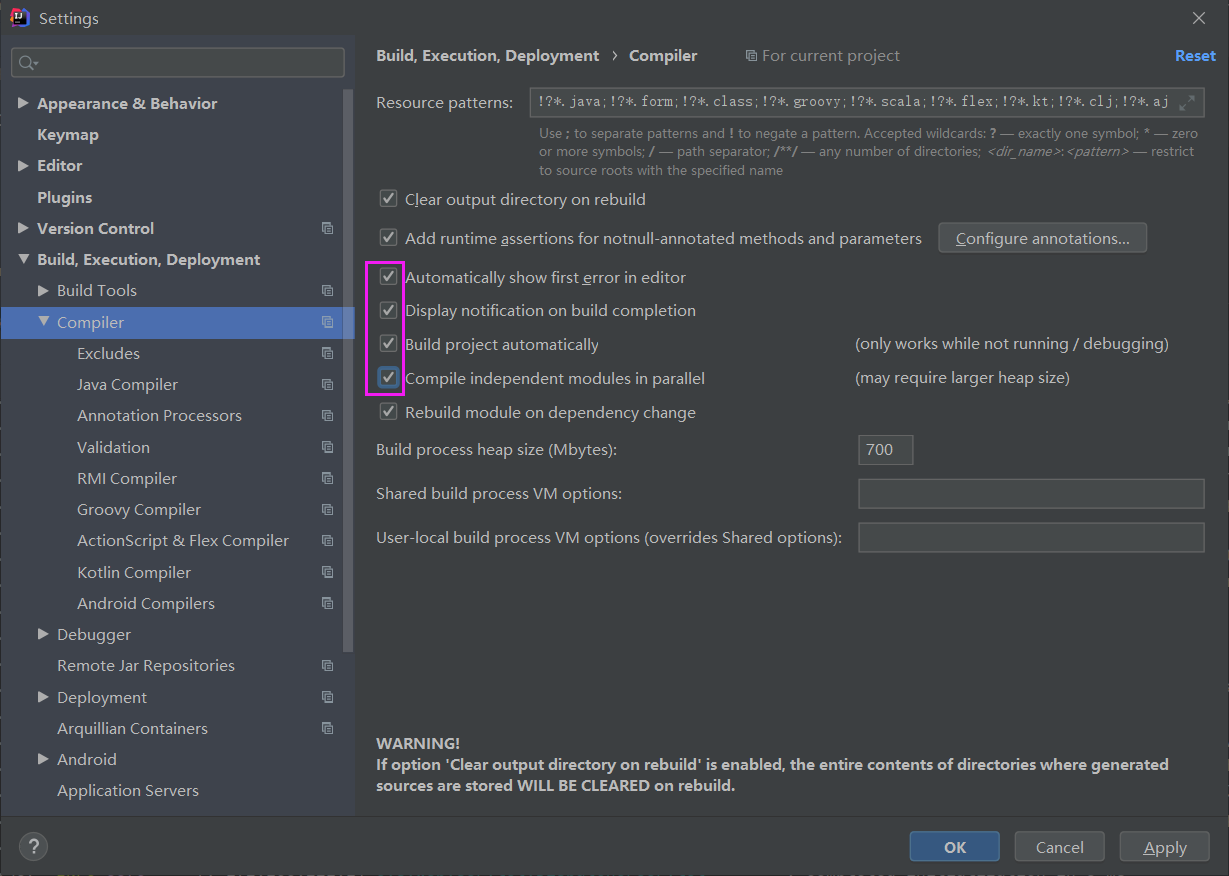 Settings
Appearance & Behavior
Keymap
Editor
Plugins
Version Control
Build, Execution, Deployment
Build Tools
Compiler
Excludes
Java Compiler
Annotation Processors
Validation
RMI Compiler
Groovy Compiler
ActionScript & Flex Compiler
Kotlin Compiler
Android Compilers
Debugger
Remote Jar Repositories
Deployment
Arquillian Containers
Android
Application Servers
Build, Execution, Deployment › Compiler For current project Reset
Resource patterns: !?*.java;!?*.form;!?*.class;!?*.groovy;!?*.scala;!?*.flex;!?*.kt;!?*.clj;!?*.aj
Use ; to separate patterns and ! to negate a pattern. Accepted wildcards: ? — exactly one symbol; * — zero
or more symbols; / — path separator; /**/ — any number of directories; <dir_name>:<pattern> — restrict
to source roots with the specified name
Clear output directory on rebuild
Add runtime assertions for notnull-annotated methods and parameters Configure annotations...
Automatically show first error in editor
Display notification on build completion
Build project automatically (only works while not running / debugging)
Compile independent modules in parallel (may require larger heap size)
Rebuild module on dependency change
Build process heap size (Mbytes): 700
Shared build process VM options:
User-local build process VM options (overrides Shared options):
WARNING!
If option 'Clear output directory on rebuild' is enabled, the entire contents of directories where generated
sources are stored WILL BE CLEARED on rebuild.
? OK Cancel Apply